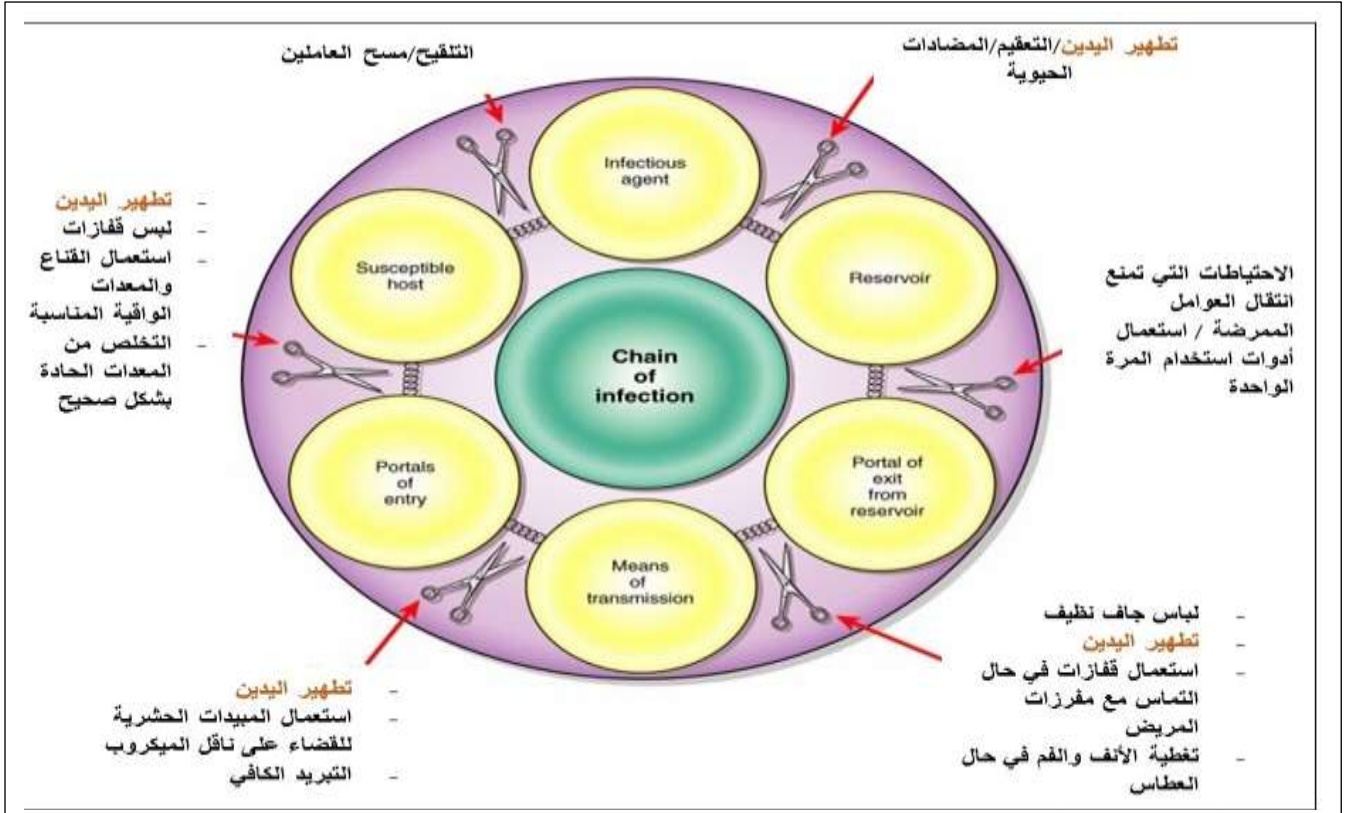 التلقيح/مسح العاملين
تطهير اليدين/التعقيم/المضادات
الحيوية
Infectious
agent
Reservoir
الاحتياطات التي تمنع
انتقال العوامل
الممرضة / استعمال
أدوات استخدام المرة
الواحدة
Portal of
exit
from
reservoir
- لباس جاف نظيف
- تطهير اليدين
- استعمال قفازات في حال
التماس مع مفرزات
المريض
- تغطية الأنف والفم في حال
العطاس
Means
of
transmission
- تطهير اليدين
- استعمال المبيدات الحشرية
للقضاء على ناقل الميكروب
- التبريد الكافي
Portals
of
entry
- تطهير اليدين
- لبس قفازات
- استعمال القناع
والمعدات
الواقية المناسبة
- التخلص من
المعدات الحادة
بشكل صحيح
Susceptible
host
Chain
of
infection